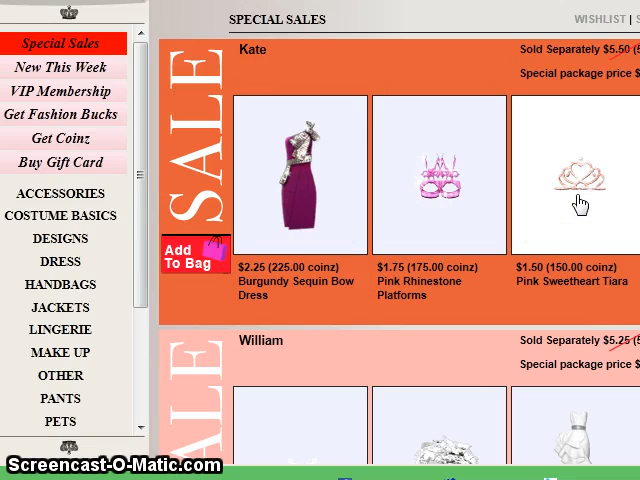 SPECIAL SALES
WISHLIST |
Special Sales
New This Week
VIP Membership
Get Fashion Bucks
Get Coinz
Buy Gift Card
ACCESSORIES
COSTUME BASICS
DESIGNS
DRESS
HANDBAGS
JACKETS
LINGERIE
MAKE UP
OTHER
PANTS
PETS
SALE
Add
To Bag
Kate
Sold Separately $5.50
Special package price $
$2.25 (225.00 coinz)
Burgundy Sequin Bow
Dress
$1.75 (175.00 coinz)
Pink Rhinestone
Platforms
$1.50 (150.00 coinz)
Pink Sweetheart Tiara
ALE
William
Sold Separately $5.25
Special package price $
Screencast-O-Matic.com